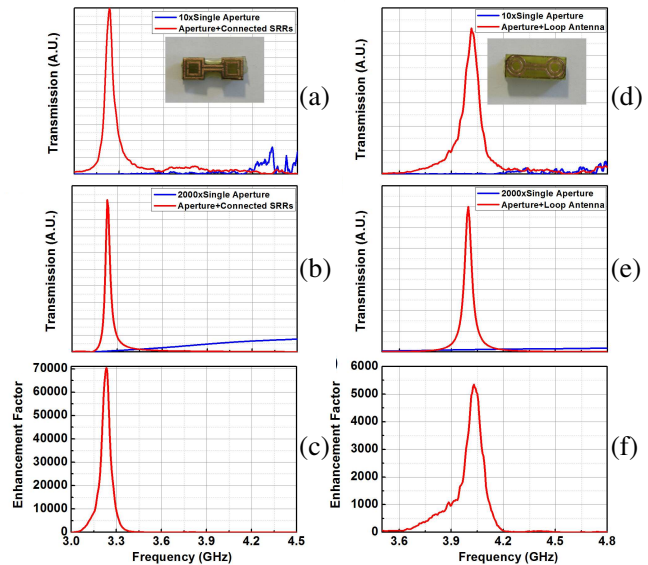 10xSingle Aperture
Aperture+Connected SRRs
Transmission (A.U.)
(a)
2000xSingle Aperture
Aperture+Connected SRRs
Transmission (A.U.)
(b)
70000
60000
50000
40000
30000
20000
10000
0
Enhancement Factor
(c)
3.0 3.3 3.6 3.9 4.2 4.5
Frequency (GHz)
10xSingle Aperture
Aperture+Loop Antenna
Transmission (A.U.)
(d)
2000xSingle Aperture
Aperture+Loop Antenna
Transmission (A.U.)
(e)
6000
5000
4000
3000
2000
1000
0
Enhancement Factor
(f)
3.6 3.9 4.2 4.5 4.8
Frequency (GHz)